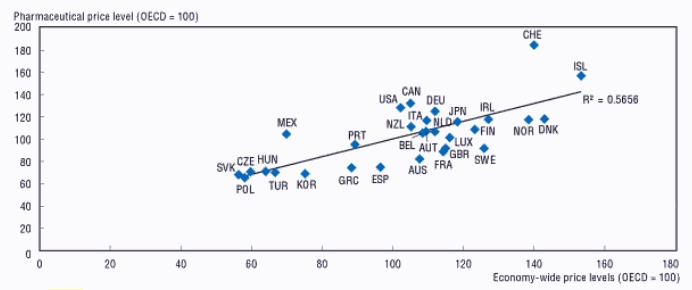 Pharmaceutical price level (OECD = 100)
200
180
160
140
120
100
80
60
40
20
0
CHE
ISL
R² = 0.5656
USA CAN DEU
MEX NZL ITA NLD JPN IRL
PRT BEL AUT LUX FIN NOR DNK
SVK CZE HUN AUS FRA GBR SWE
POL TUR KOR GRC ESP
0 20 40 60 80 100 120 140 160 180
Economy-wide price levels (OECD = 100)